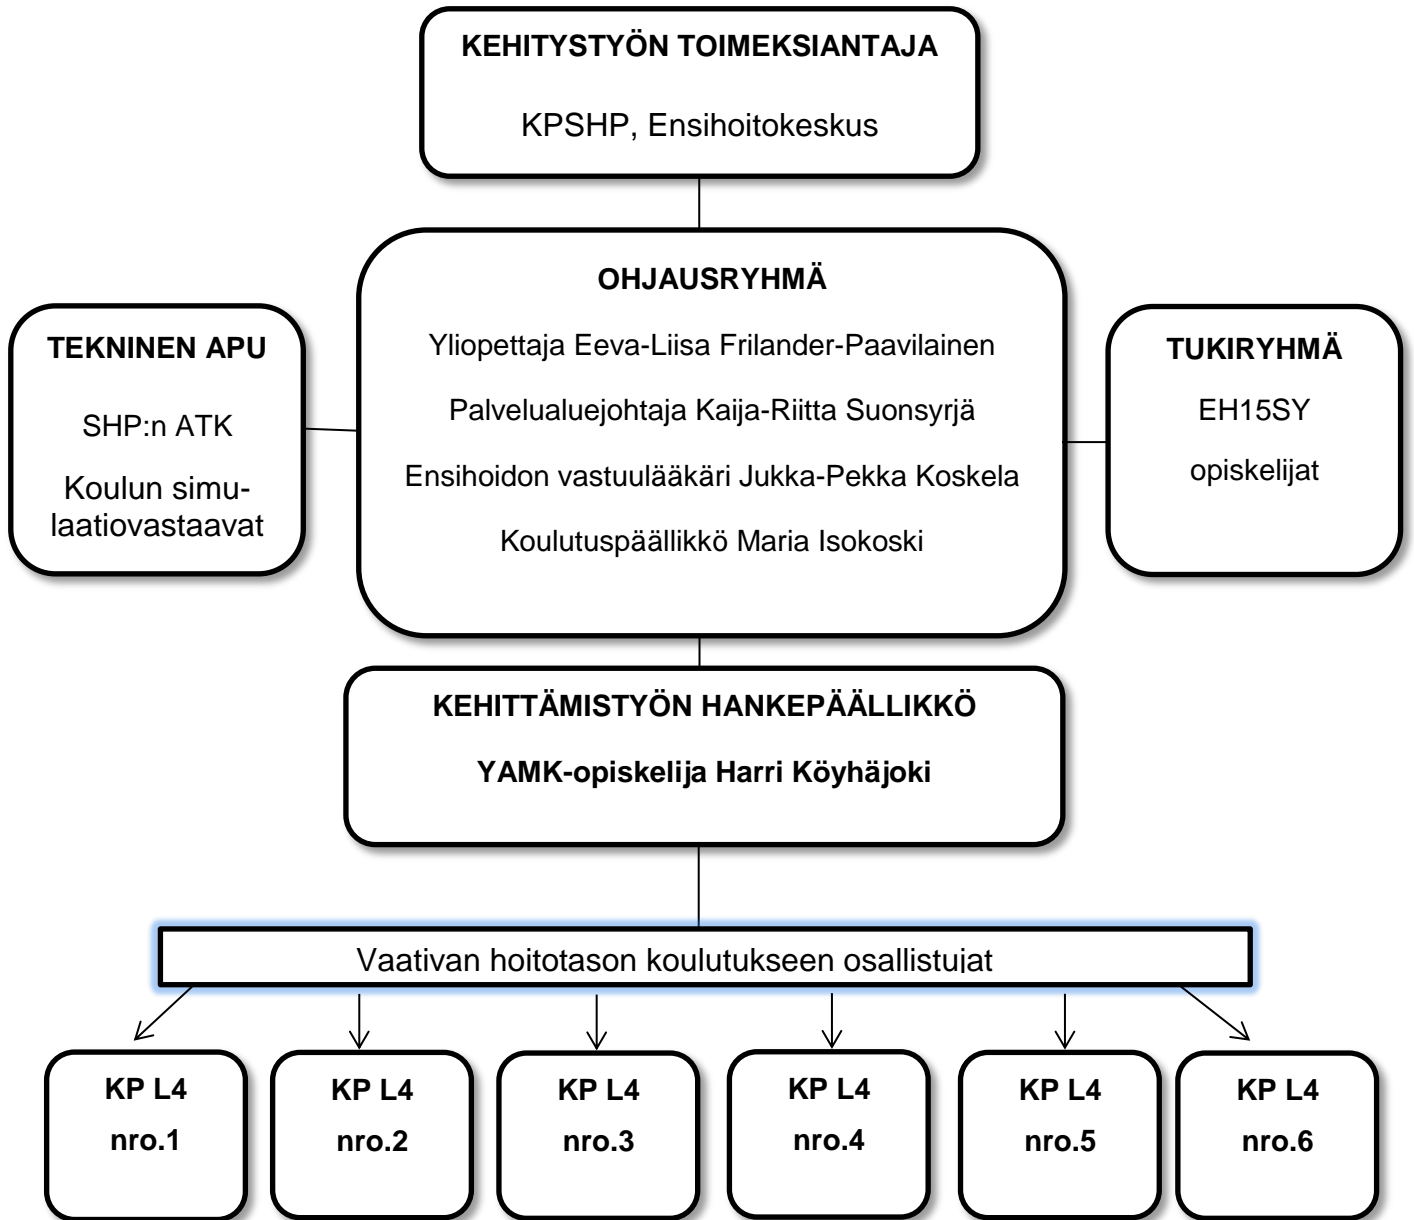 KEHITYSTYÖN TOIMEKSIANTAJA
KPSHP, Ensihoitokeskus
OHJAUSRYHMÄ
Yliopettaja Eeva-Liisa Frilander-Paavilainen
Palvelualuejohtaja Kaija-Riitta Suonsyrjä
Ensihoidon vastuulääkäri Jukka-Pekka Koskela
Koulutuspäällikkö Maria Isokoski
TEKNINEN APU
SHP:n ATK
Koulun simu-
laatiovastaavat
TUKIRYHMÄ
EH15SY
opiskelijat
KEHITTÄMISTYÖN HANKEPÄÄLLIKKÖ
YAMK-opiskelija Harri Köyhäjoki
Vaativan hoitotason koulutukseen osallistujat
KP L4
nro.1
KP L4
nro.2
KP L4
nro.3
KP L4
nro.4
KP L4
nro.5
KP L4
nro.6